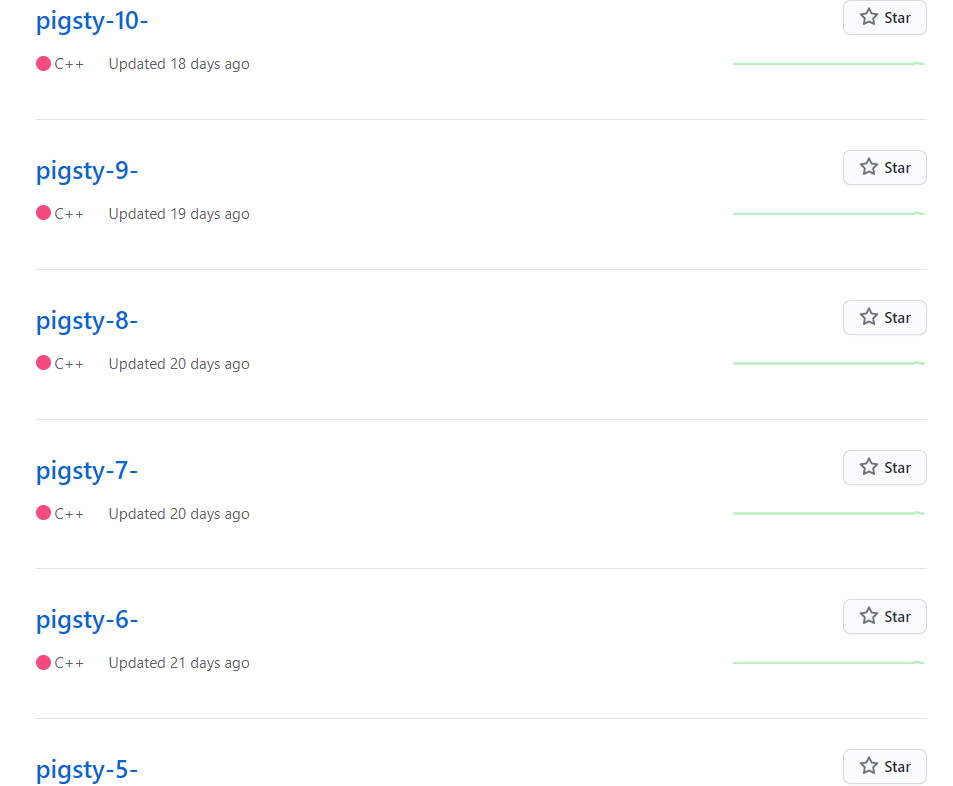 pigsty-10-
Star
C++ Updated 18 days ago
pigsty-9-
Star
C++ Updated 19 days ago
pigsty-8-
Star
C++ Updated 20 days ago
pigsty-7-
Star
C++ Updated 20 days ago
pigsty-6-
Star
C++ Updated 21 days ago
pigsty-5-
Star